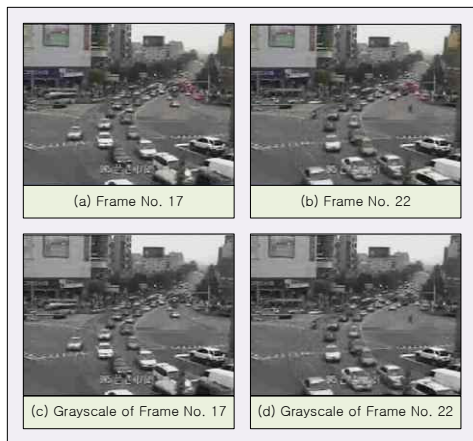 (a) Frame No. 17
(b) Frame No. 22
(c) Grayscale of Frame No. 17
(d) Grayscale of Frame No. 22